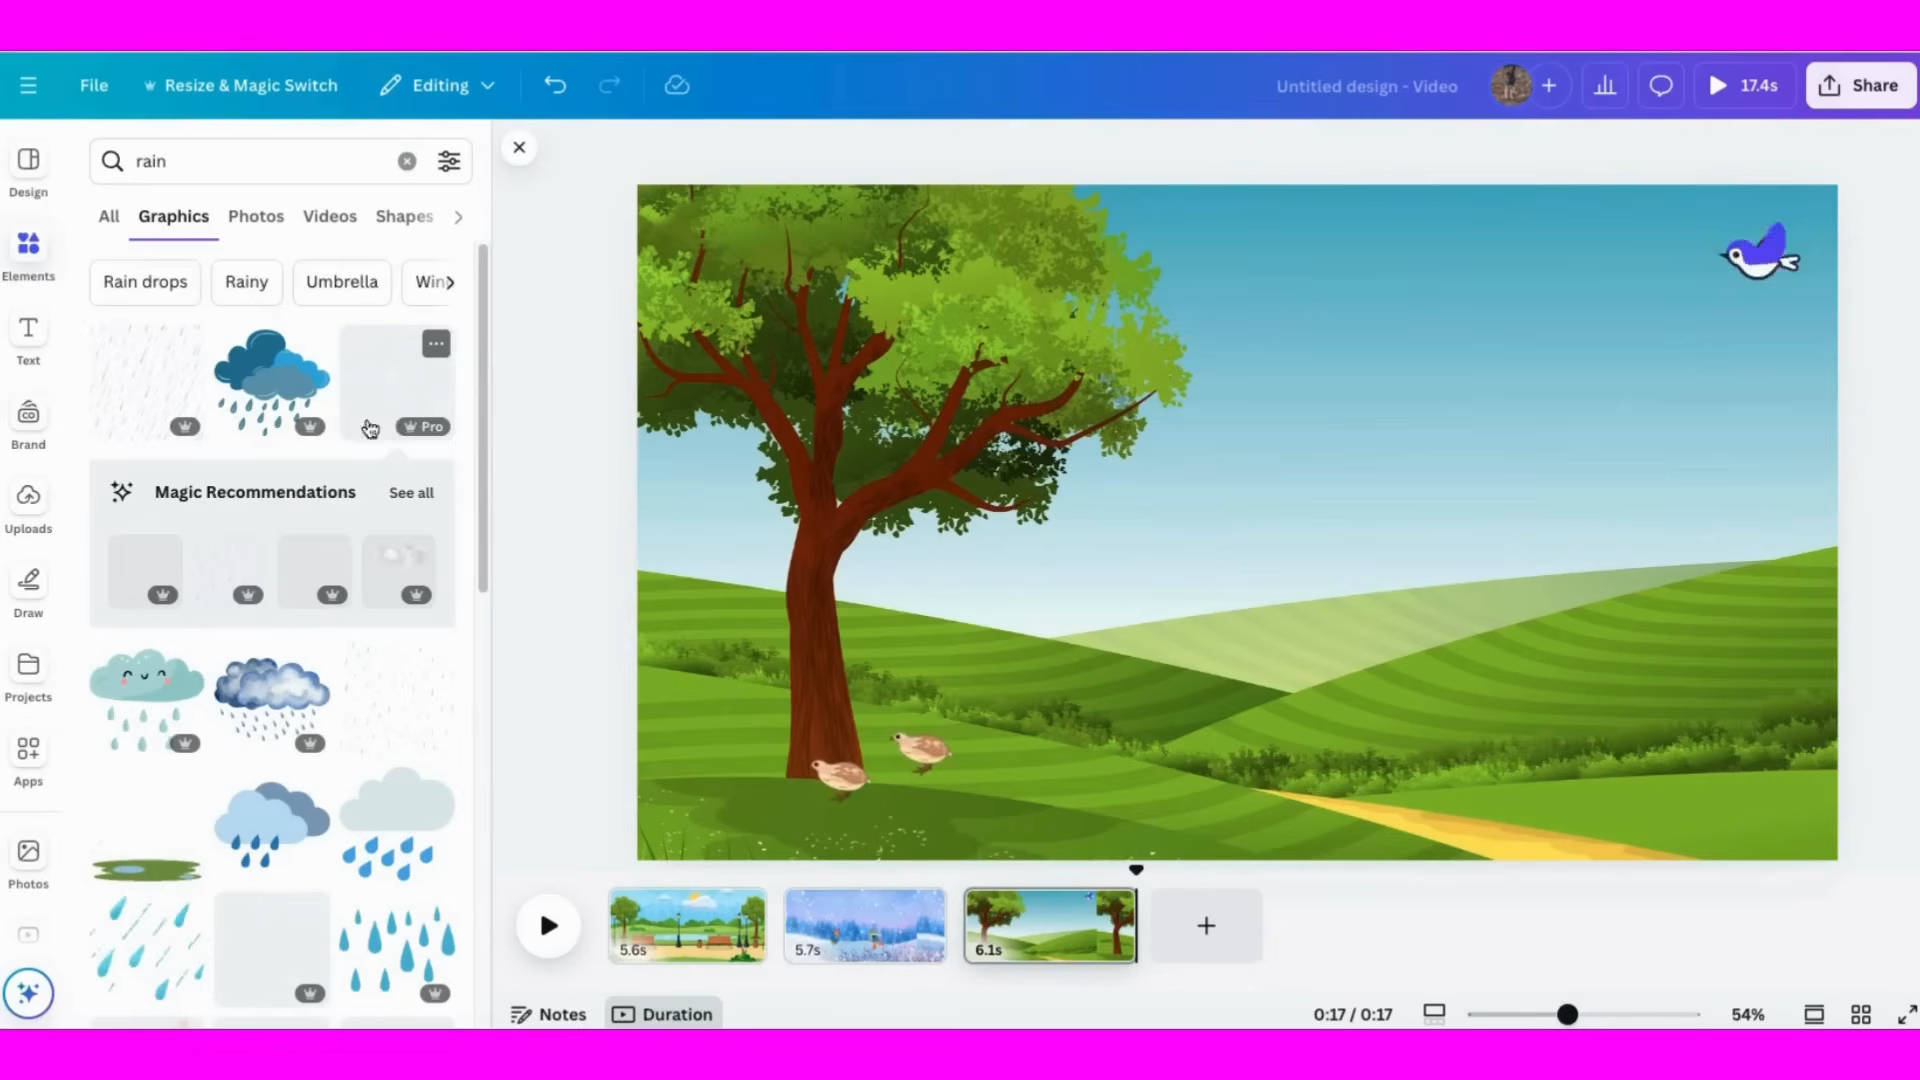 File
Resize & Magic Switch
Editing
Untitled design - Video
17.4s
Share
Design
Elements
Text
Brand
Uploads
Draw
Projects
Apps
Photos
rain
All Graphics Photos Videos Shapes
Rain drops Rainy Umbrella Win
Pro
Magic Recommendations See all
5.6s
5.7s
6.1s
Notes
Duration
0:17 / 0:17
54%